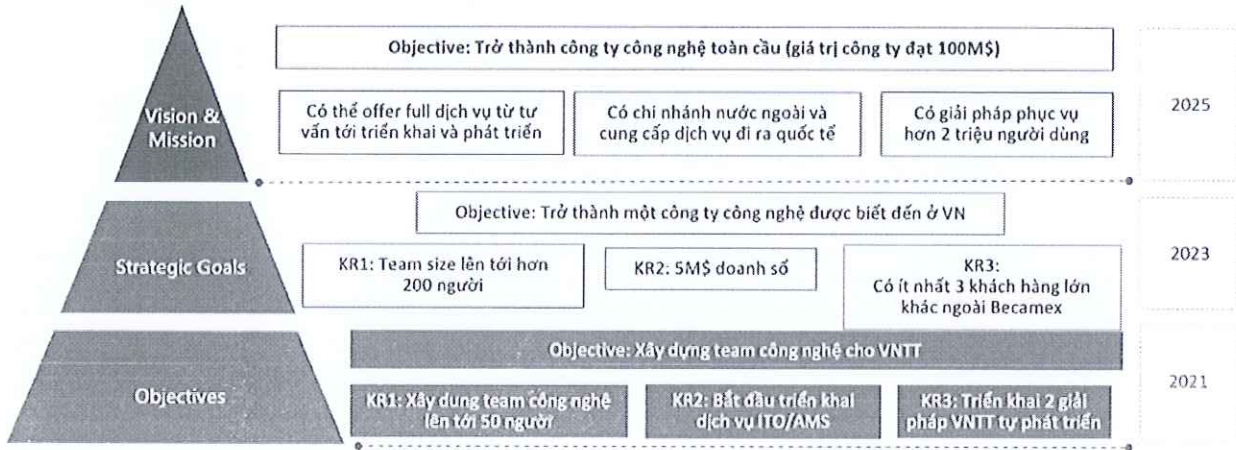 Objective: Trở thành công ty công nghệ toàn cầu (giá trị công ty đạt 100M$)
Vision &
Mission
Có thể offer full dịch vụ từ tư
vấn tới triển khai và phát triển
Có chi nhánh nước ngoài và
cung cấp dịch vụ đi ra quốc tế
Có giải pháp phục vụ
hơn 2 triệu người dùng
2025
Objective: Trở thành một công ty công nghệ được biết đến ở VN
Strategic Goals
KR1: Team size lên tới hơn
200 người
KR2: 5M$ doanh số
KR3:
Có ít nhất 3 khách hàng lớn
khác ngoài Becamex
2023
Objective: Xây dựng team công nghệ cho VNTT
Objectives
KR1: Xây dung team công nghệ
lên tới 50 người
KR2: Bắt đầu triển khai
dịch vụ ITO/AMS
KR3: Triển khai 2 giải
pháp VNTT tự phát triển
2021